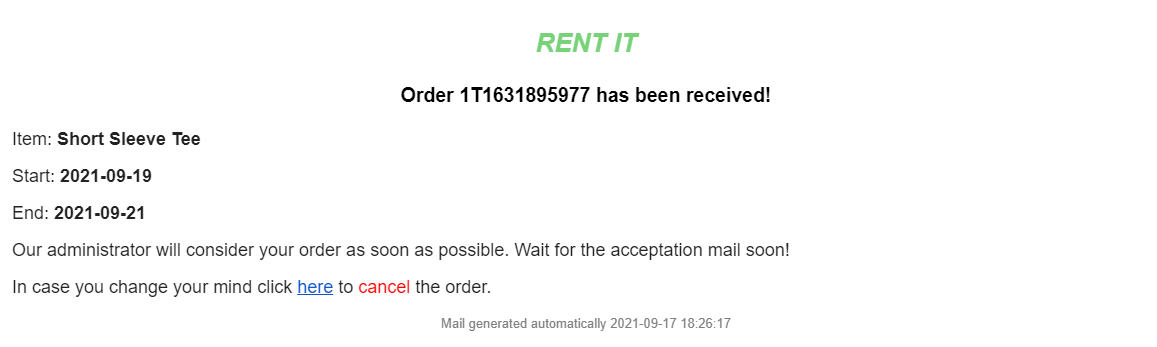 RENT IT
Order 1T1631895977 has been received!
Item: Short Sleeve Tee
Start: 2021-09-19
End: 2021-09-21
Our administrator will consider your order as soon as possible. Wait for the acceptation mail soon!
In case you change your mind click here to cancel the order.
Mail generated automatically 2021-09-17 18:26:17